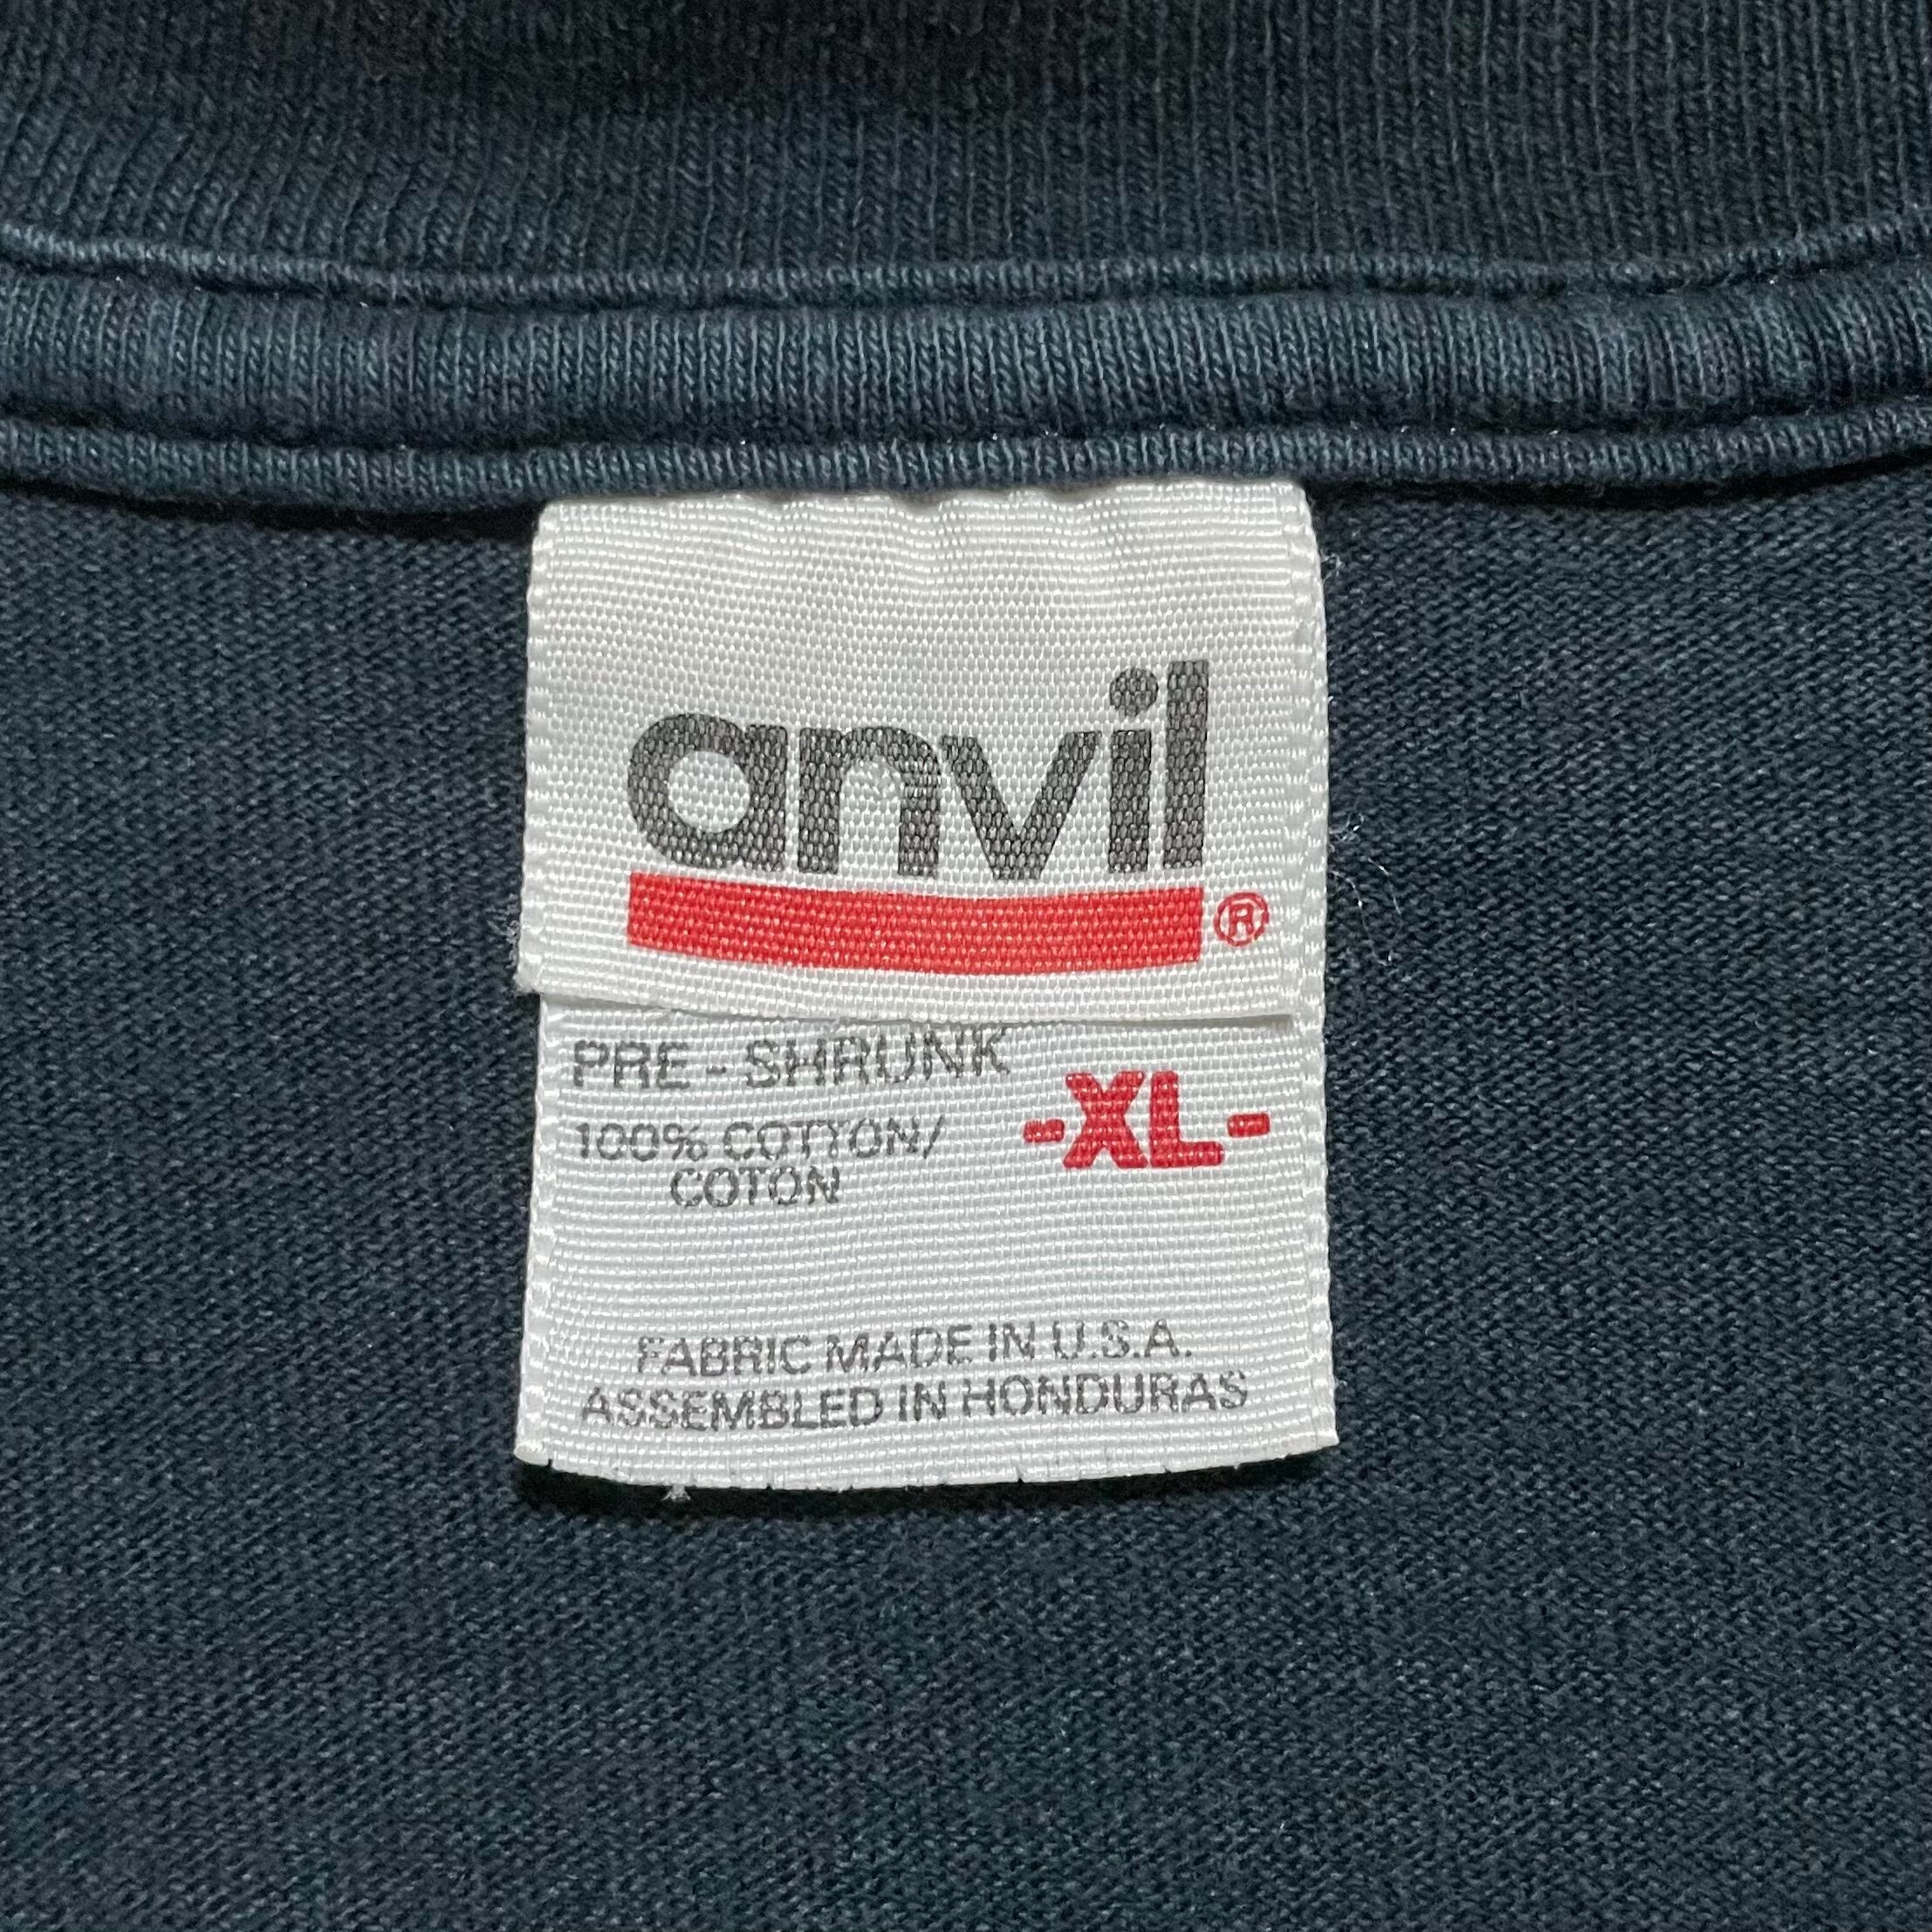 anvil®
PRE - SHRUNK
-XL-
100% COTTON/
COTON
FABRIC MADE IN U.S.A.
ASSEMBLED IN HONDURAS